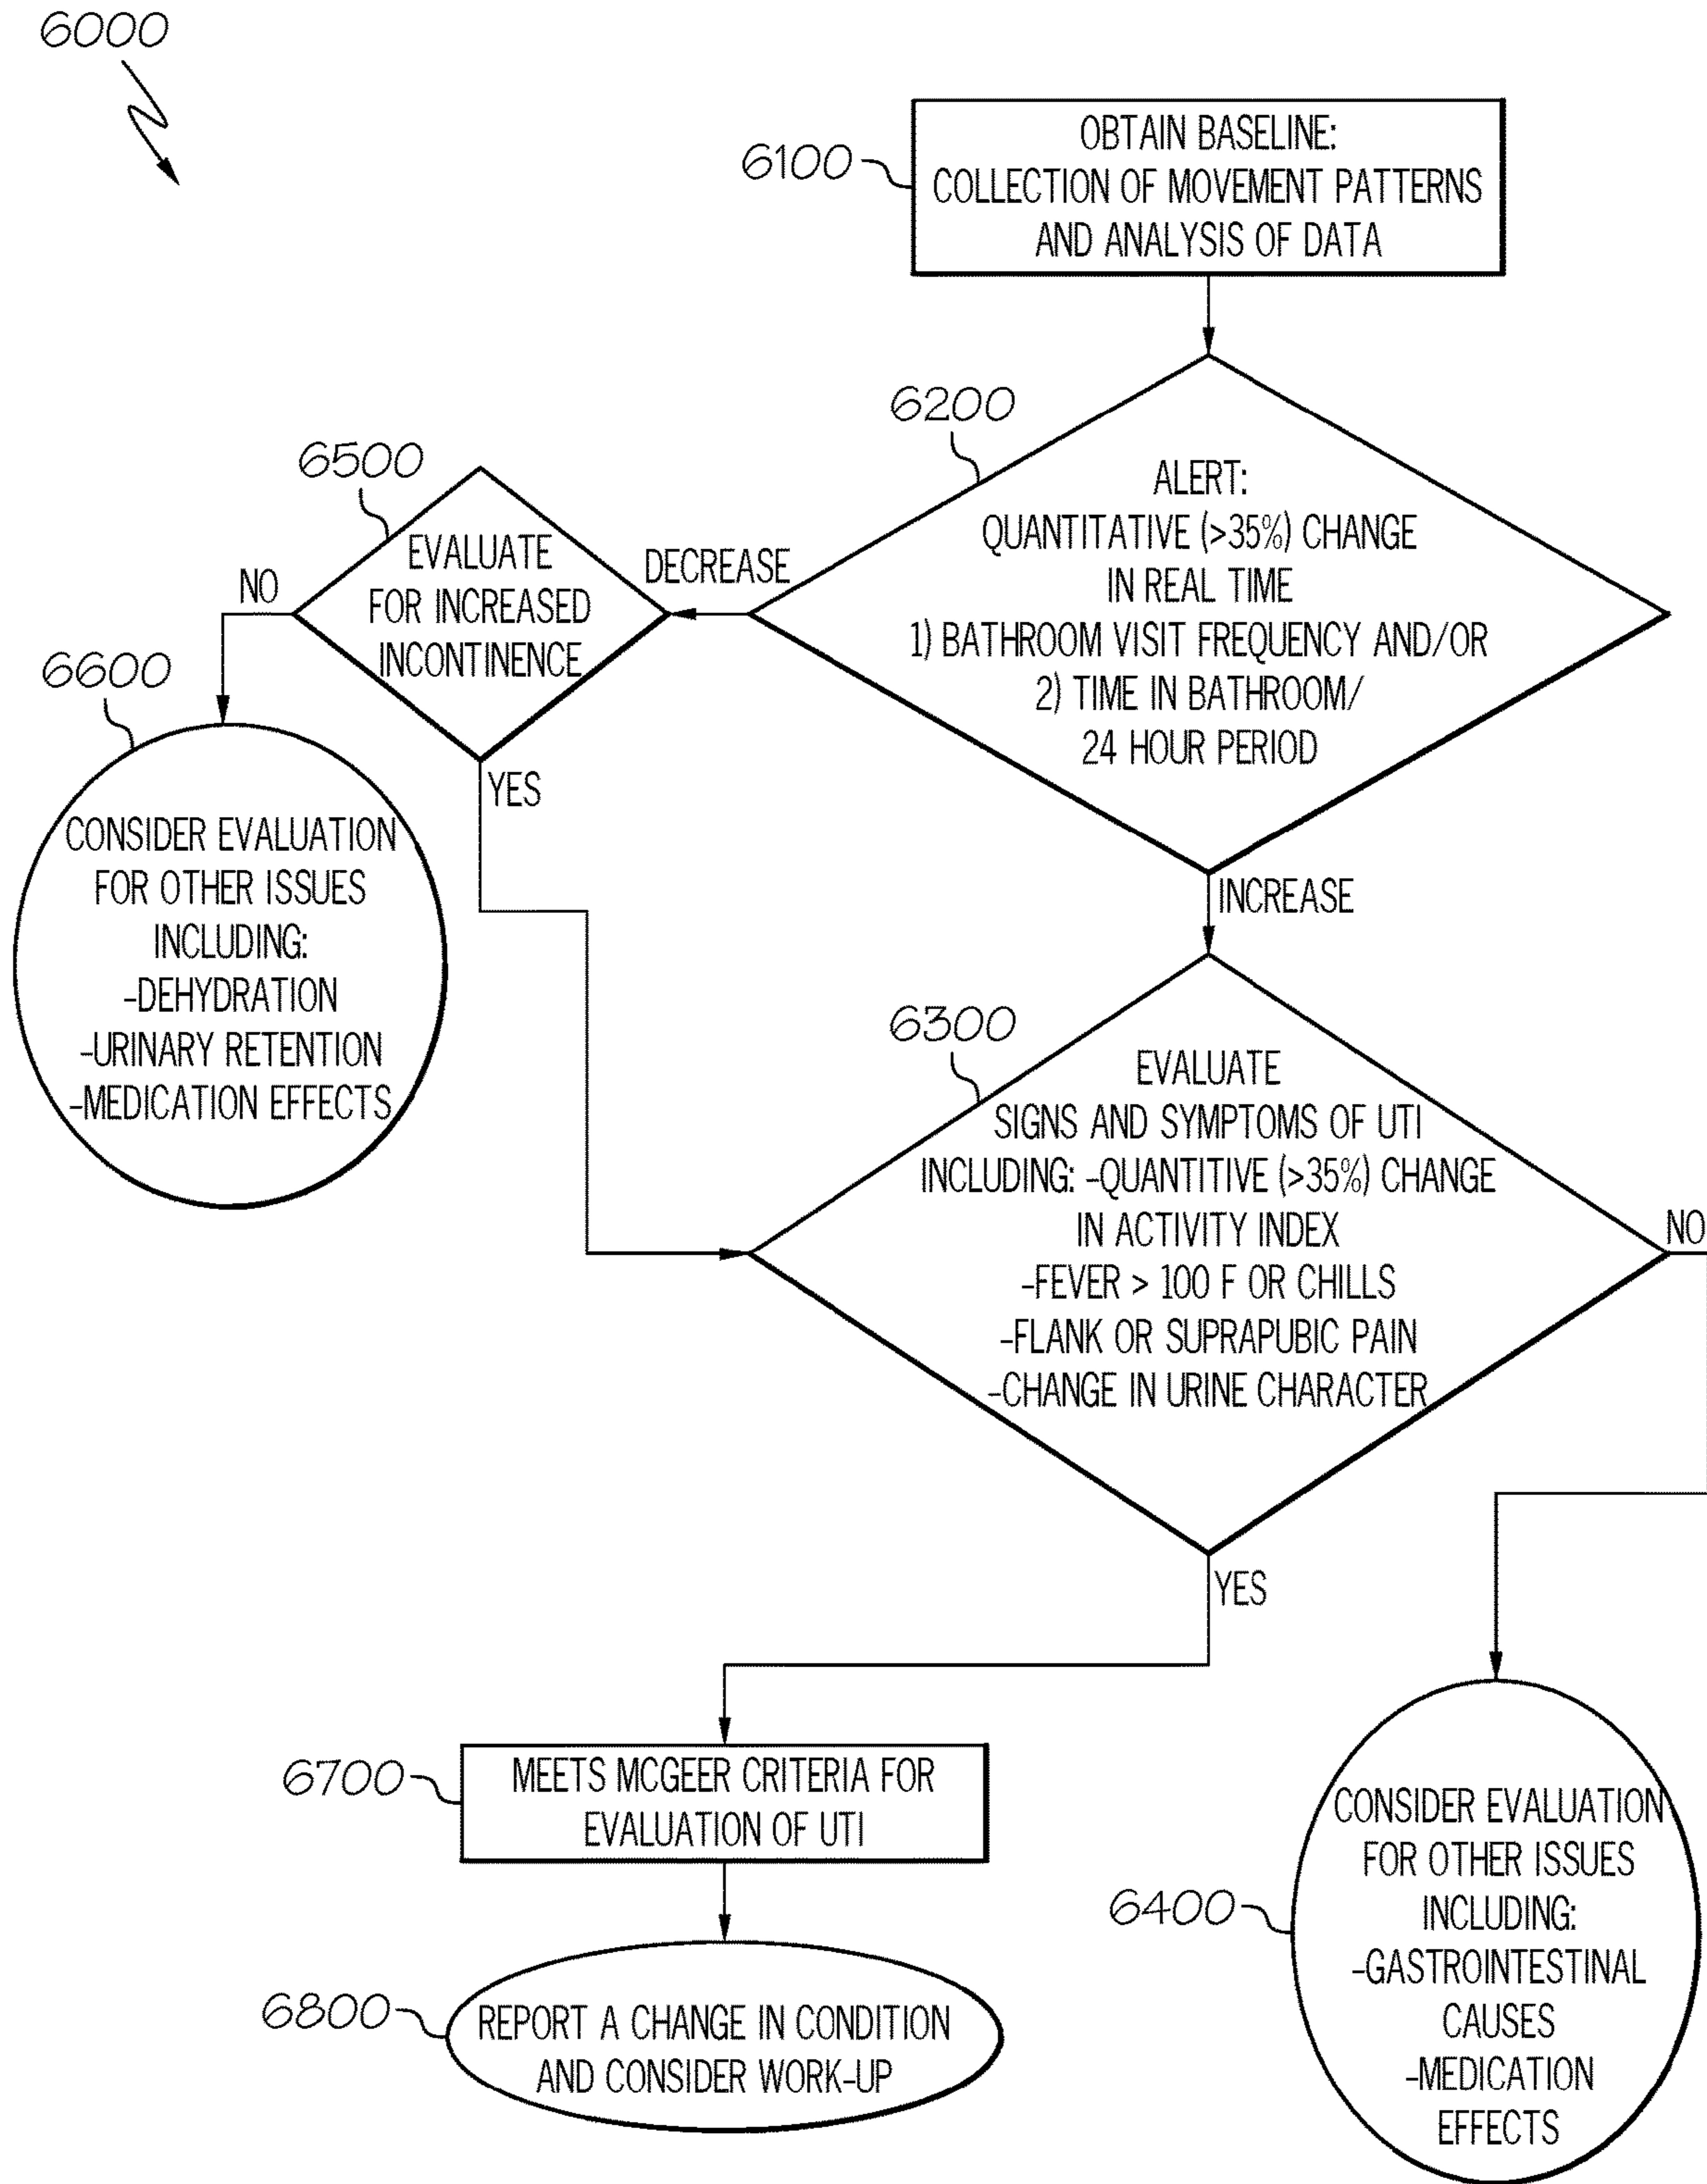 6000
6100
OBTAIN BASELINE:
COLLECTION OF MOVEMENT PATTERNS
AND ANALYSIS OF DATA
6200
ALERT:
QUANTITATIVE (>35%) CHANGE
IN REAL TIME
1) BATHROOM VISIT FREQUENCY AND/OR
2) TIME IN BATHROOM/
24 HOUR PERIOD
DECREASE
6500
EVALUATE
FOR INCREASED
INCONTINENCE
NO
YES
6600
CONSIDER EVALUATION
FOR OTHER ISSUES
INCLUDING:
-DEHYDRATION
-URINARY RETENTION
-MEDICATION EFFECTS
INCREASE
6300
EVALUATE
SIGNS AND SYMPTOMS OF UTI
INCLUDING: -QUANTITIVE (>35%) CHANGE
IN ACTIVITY INDEX
-FEVER > 100 F OR CHILLS
-FLANK OR SUPRAPUBIC PAIN
-CHANGE IN URINE CHARACTER
NO
YES
6700
MEETS MCGEER CRITERIA FOR
EVALUATION OF UTI
6800
REPORT A CHANGE IN CONDITION
AND CONSIDER WORK-UP
6400
CONSIDER EVALUATION
FOR OTHER ISSUES
INCLUDING:
-GASTROINTESTINAL
CAUSES
-MEDICATION
EFFECTS